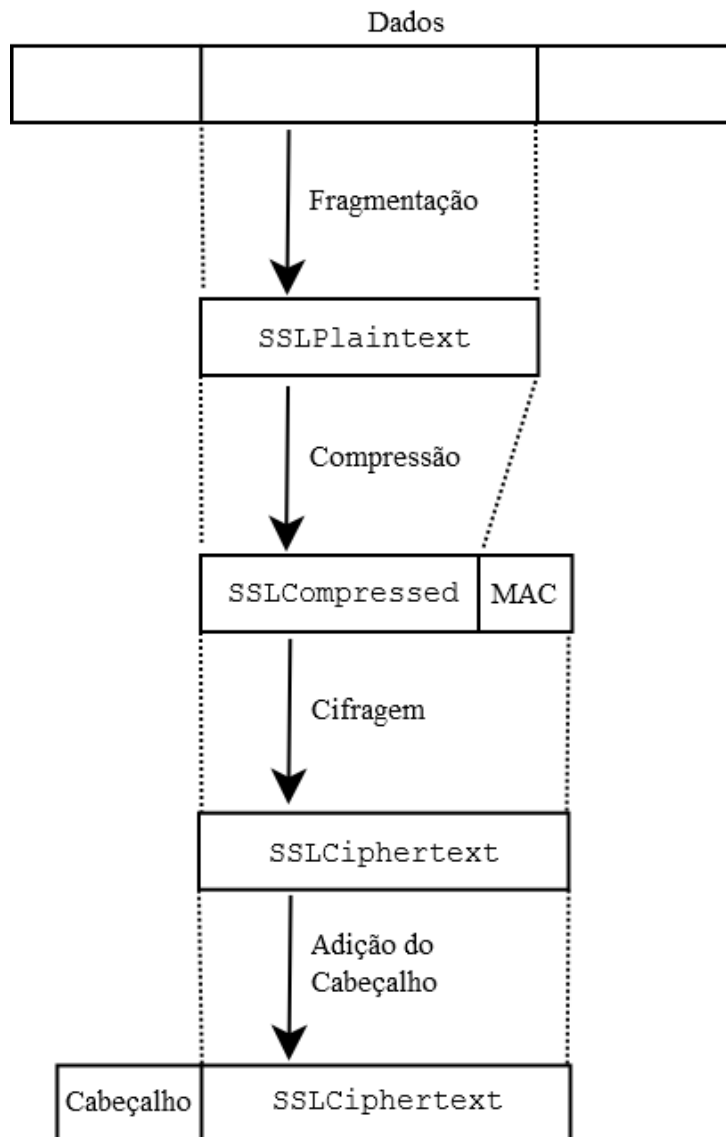 Dados
Fragmentação
SSLPlaintext
Compressão
SSLCompressed MAC
Cifragem
SSLCiphertext
Adição do
Cabeçalho
Cabeçalho SSLCiphertext